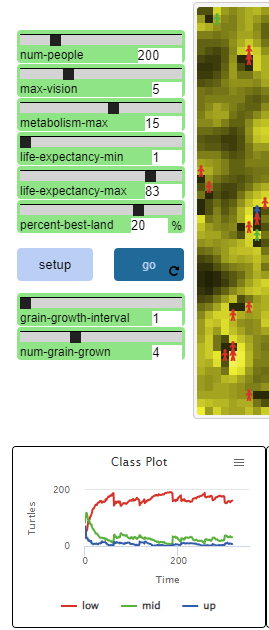 num-people 200
max-vision 5
metabolism-max 15
life-expectancy-min 1
life-expectancy-max 83
percent-best-land 20 %
setup go
grain-growth-interval 1
num-grain-grown 4
Class Plot
Turtles
200
0
0 200
Time
low mid up